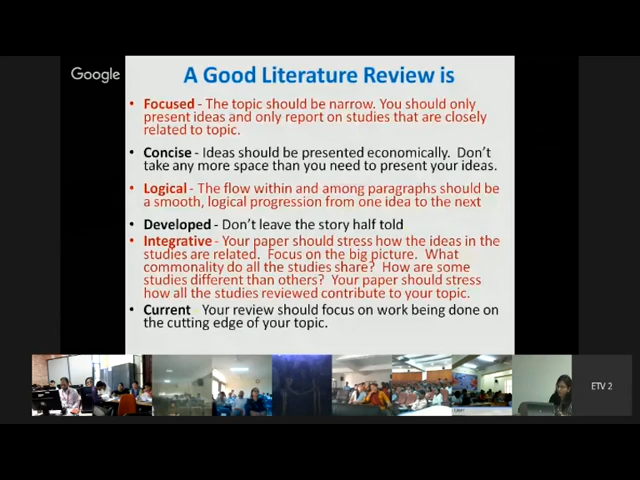 Google
A Good Literature Review is
• Focused - The topic should be narrow. You should only
present ideas and only report on studies that are closely
related to topic.
• Concise - Ideas should be presented economically. Don't
take any more space than you need to present your ideas.
• Logical - The flow within and among paragraphs should be
a smooth, logical progression from one idea to the next
• Developed - Don't leave the story half told
• Integrative - Your paper should stress how the ideas in the
studies are related. Focus on the big picture. What
commonality do all the studies share? How are some
studies different than others? Your paper should stress
how all the studies reviewed contribute to your topic.
• Current - Your review should focus on work being done on
the cutting edge of your topic.
ETV 2